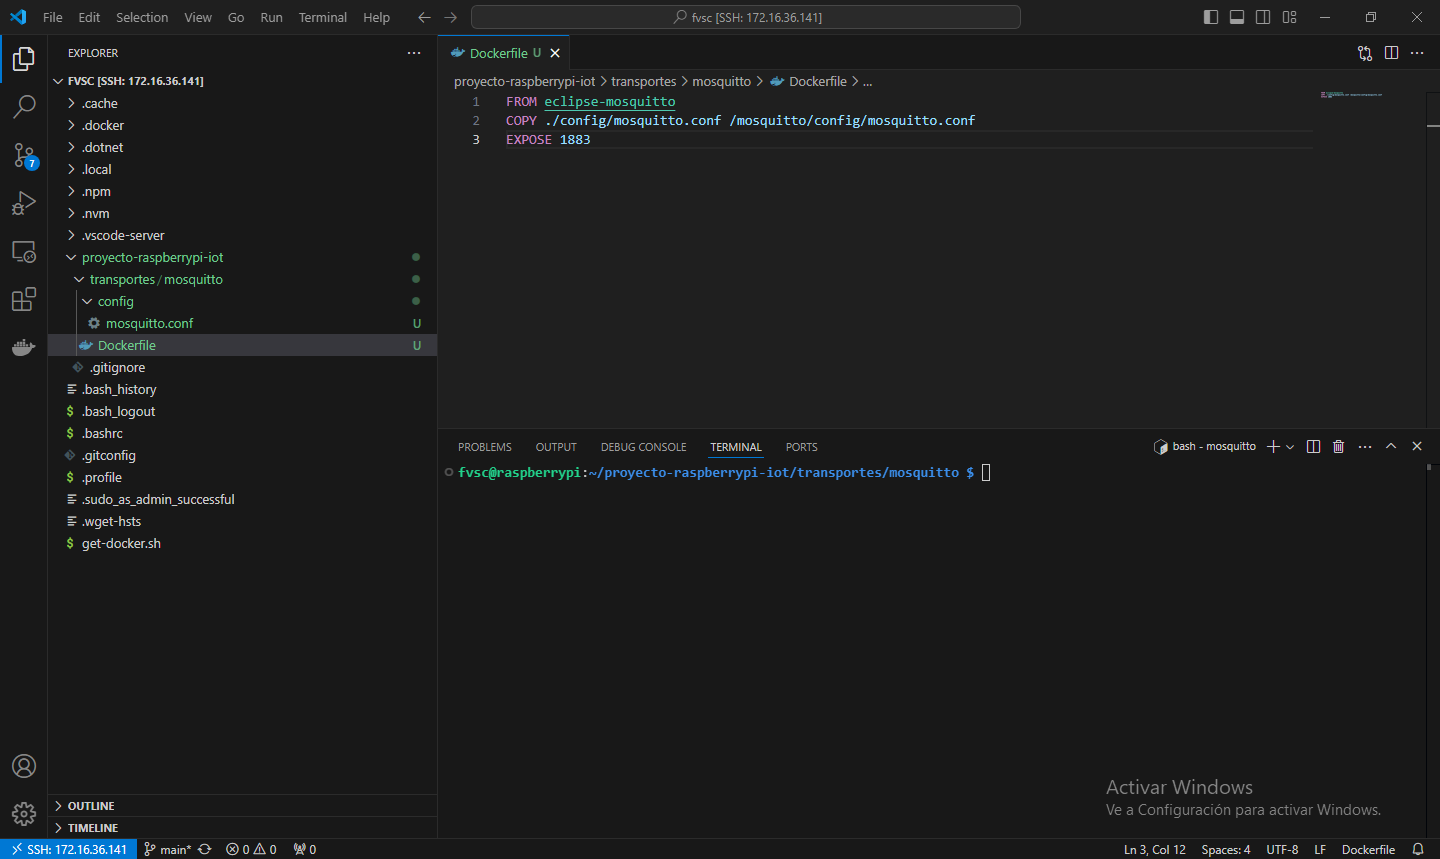 File Edit Selection View Go Run Terminal Help
fvsc [SSH: 172.16.36.141]
EXPLORER
FVSC [SSH: 172.16.36.141]
.cache
.docker
.dotnet
.local
.npm
.nvm
.vscode-server
proyecto-raspberrypi-iot
transportes/mosquitto
config
mosquitto.conf U
Dockerfile U
.gitignore
.bash_history
.bash_logout
.bashrc
.gitconfig
.profile
.sudo_as_admin_successful
.wget-hsts
get-docker.sh
OUTLINE
TIMELINE
7
Dockerfile U
proyecto-raspberrypi-iot > transportes > mosquitto > Dockerfile > ...
1 FROM eclipse-mosquitto
2 COPY ./config/mosquitto.conf /mosquitto/config/mosquitto.conf
3 EXPOSE 1883
PROBLEMS OUTPUT DEBUG CONSOLE TERMINAL PORTS
bash - mosquitto
fvsc@raspberrypi:~/proyecto-raspberrypi-iot/transportes/mosquitto $
Activar Windows
Ve a Configuración para activar Windows.
SSH: 172.16.36.141 main* 0 0 0
Ln 3, Col 12 Spaces: 4 UTF-8 LF Dockerfile